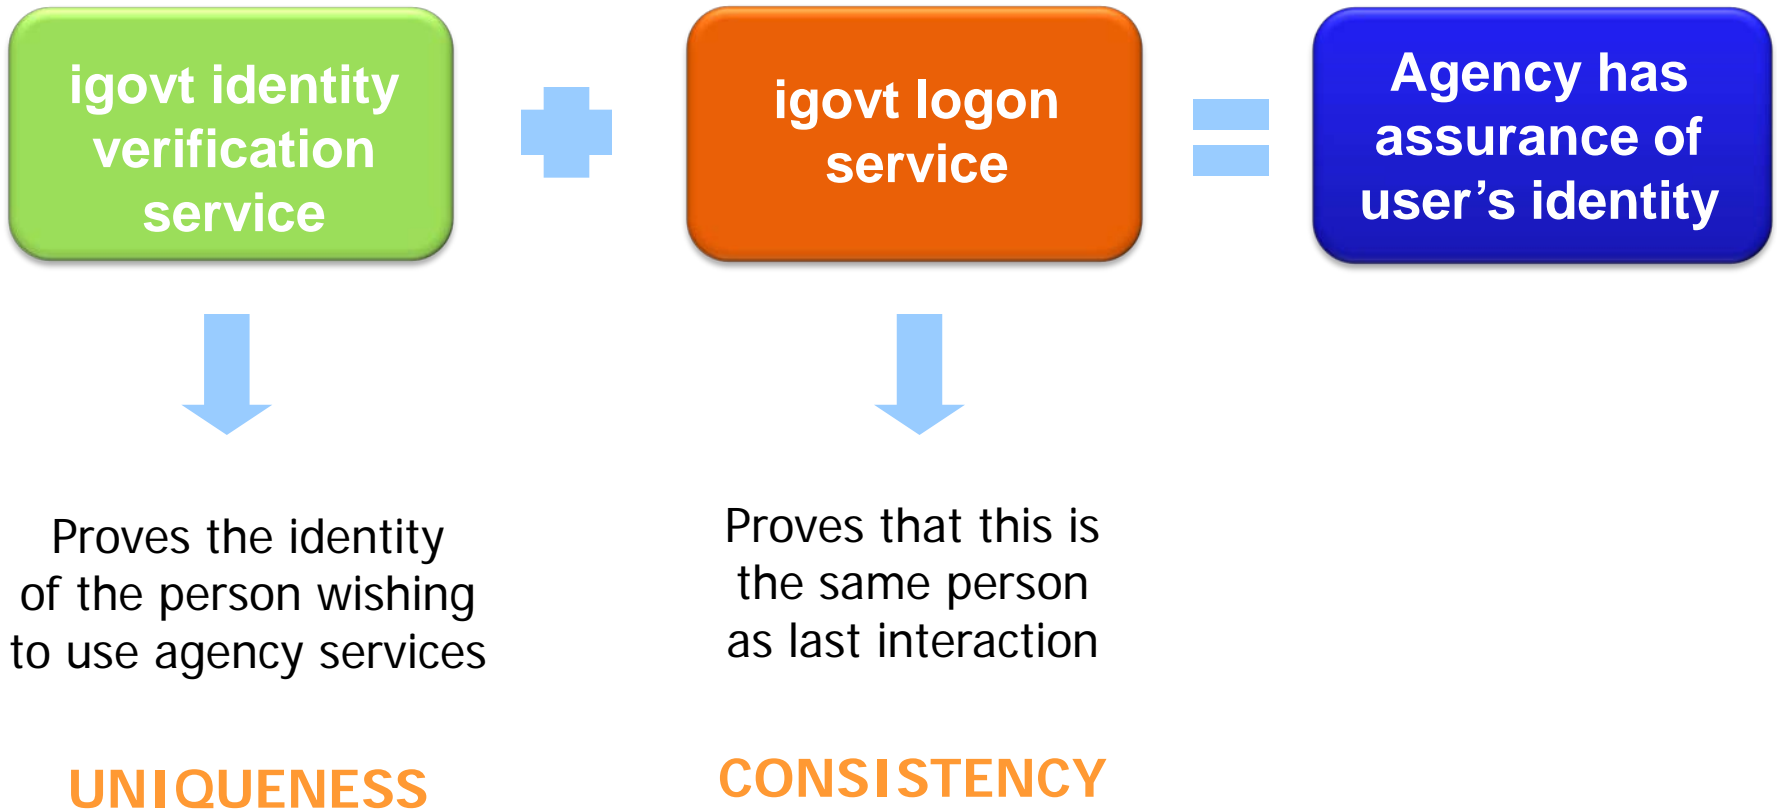 igovt identity
verification
service
igovt logon
service
Agency has
assurance of
user’s identity
Proves the identity
of the person wishing
to use agency services
UNIQUENESS
Proves that this is
the same person
as last interaction
CONSISTENCY